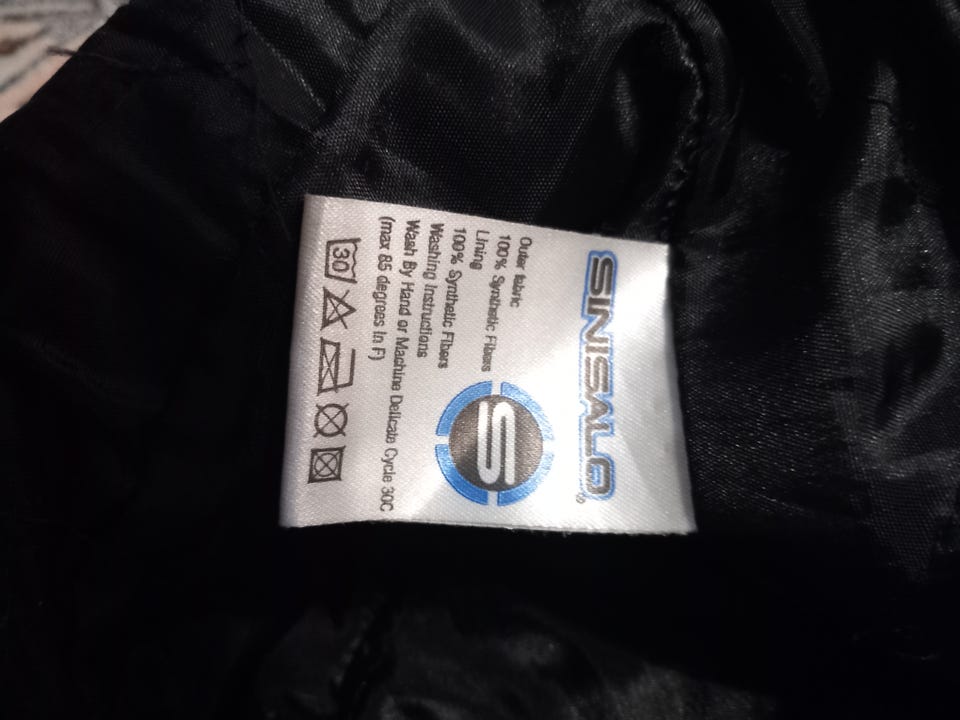 SINISALO®
Outer fabric
100% Synthetic Fibers
Lining
100% Synthetic Fibers
Washing Instructions
Wash By Hand or Machine Delicate Cycle 30C
(max 85 degrees in F)
30
S